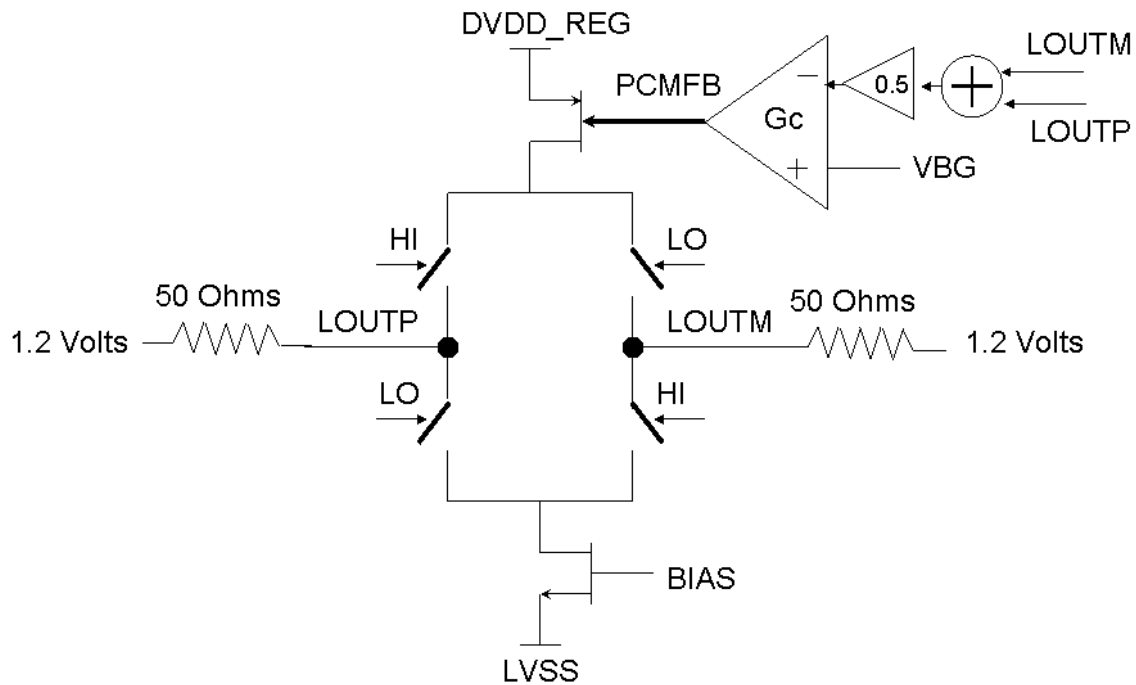 DVDD_REG
LOUTM
PCMFB
−
0.5
+
Gc
LOUTP
+
VBG
HI
LO
50 Ohms
50 Ohms
LOUTP
LOUTM
1.2 Volts
1.2 Volts
LO
HI
BIAS
LVSS